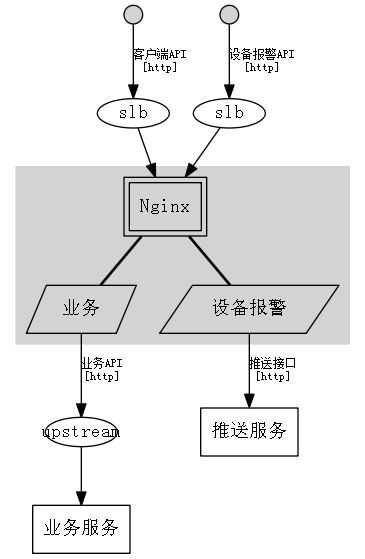 客户端API
[http]
设备报警API
[http]
slb
slb
Nginx
业务
设备报警
业务API
[http]
推送接口
[http]
upstream
推送服务
业务服务